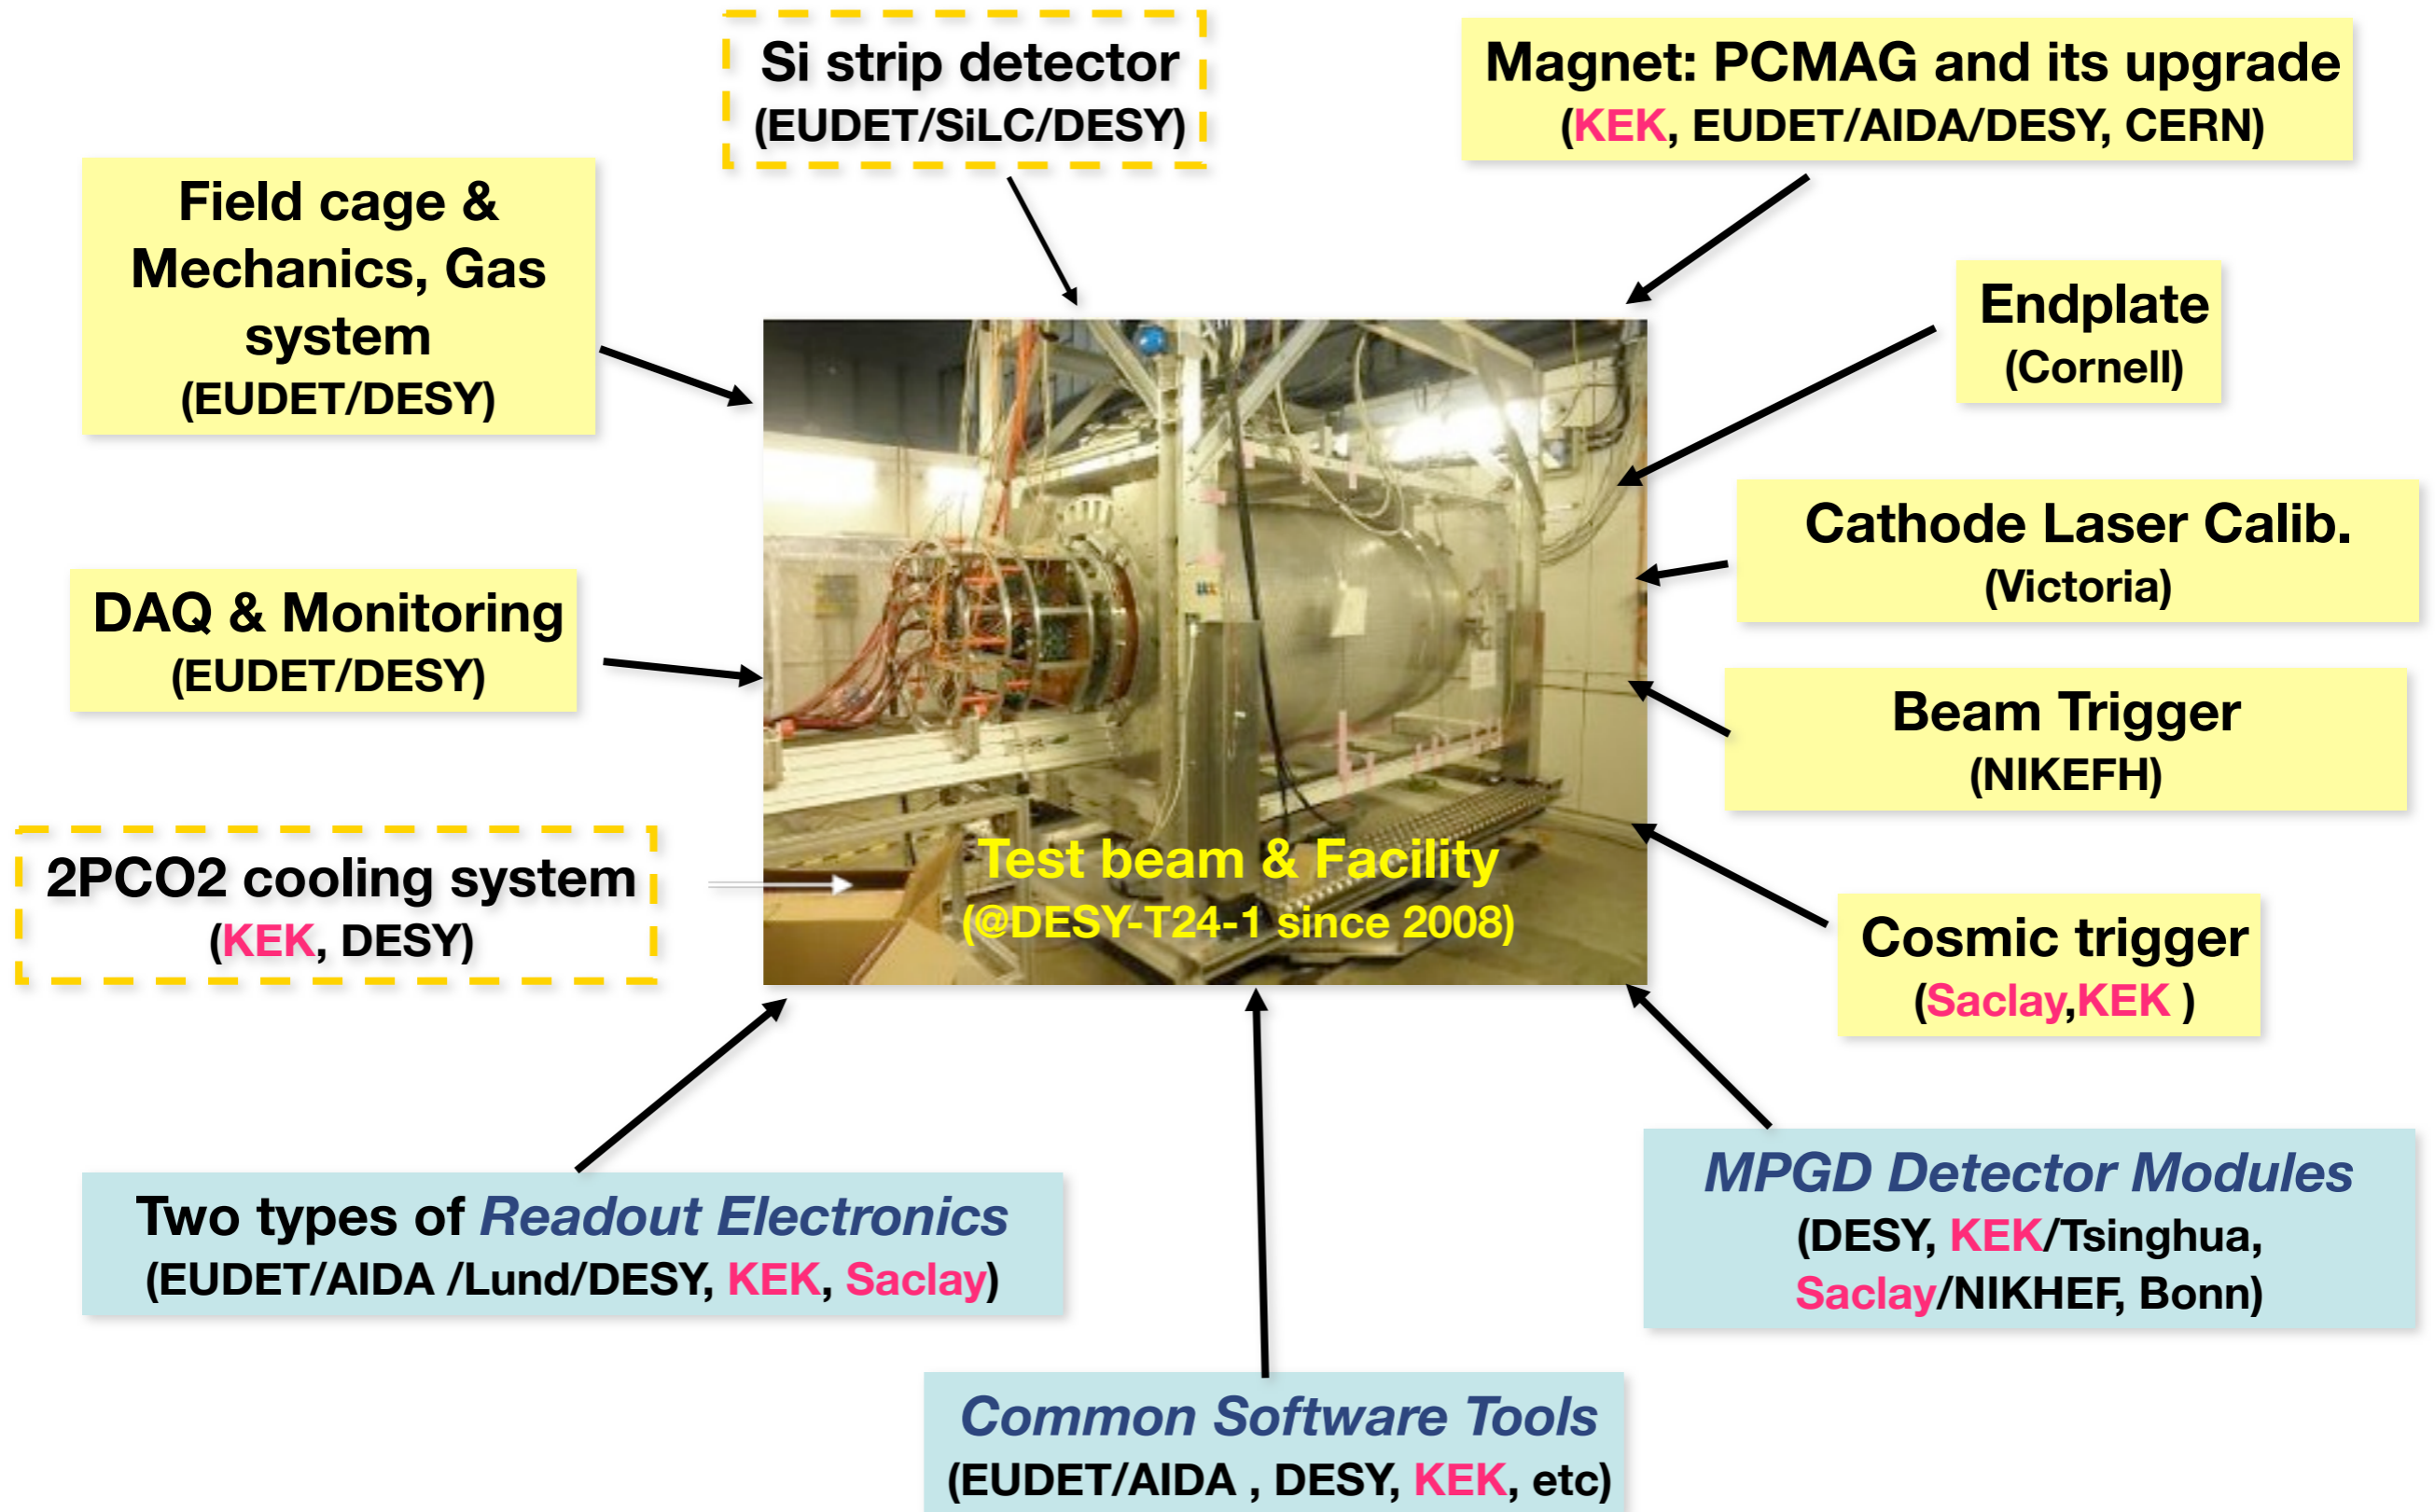 Si strip detector
(EUDET/SiLC/DESY)
Magnet: PCMAG and its upgrade
(KEK, EUDET/AIDA/DESY, CERN)
Field cage &
Mechanics, Gas
system
(EUDET/DESY)
Endplate
(Cornell)
Cathode Laser Calib.
(Victoria)
DAQ & Monitoring
(EUDET/DESY)
Beam Trigger
(NIKEFH)
2PCO2 cooling system
(KEK, DESY)
Test beam & Facility
(@DESY-T24-1 since 2008)
Cosmic trigger
(Saclay,KEK )
Two types of Readout Electronics
(EUDET/AIDA /Lund/DESY, KEK, Saclay)
MPGD Detector Modules
(DESY, KEK/Tsinghua,
Saclay/NIKHEF, Bonn)
Common Software Tools
(EUDET/AIDA , DESY, KEK, etc)